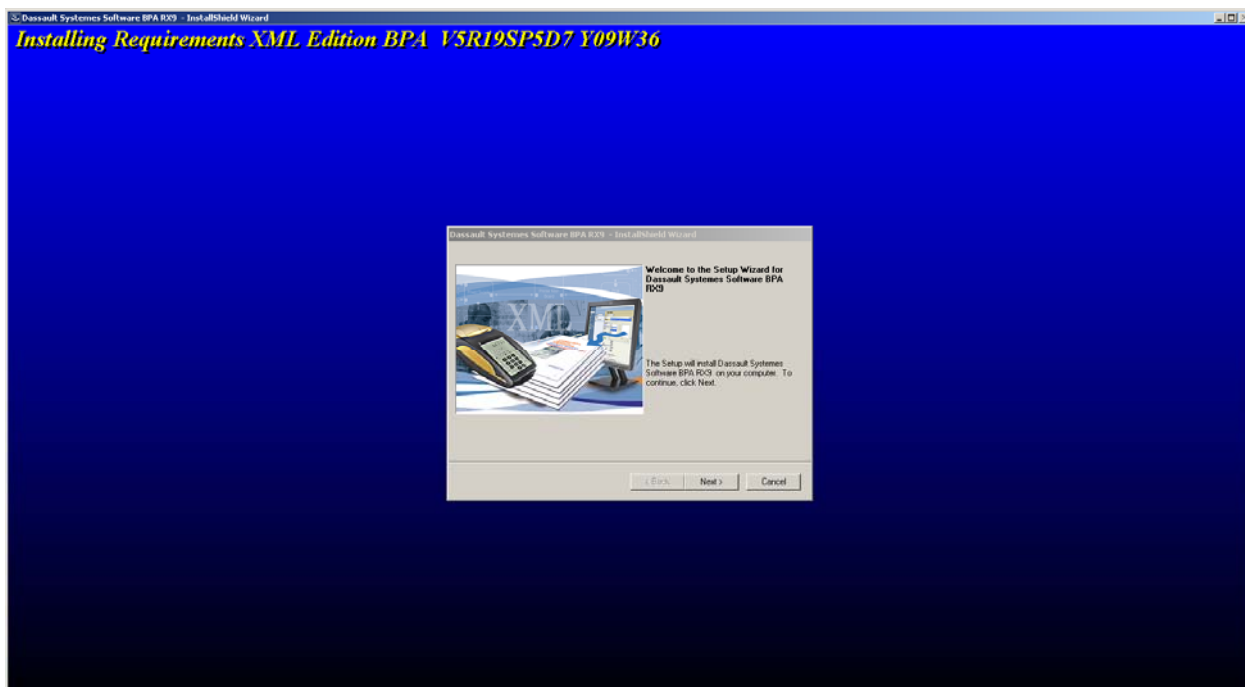 Dassault Systemes Software BPA RX9 - InstallShield Wizard
Installing Requirements XML Edition BPA V5R19SP5D7 Y09W36
Dassault Systemes Software BPA RX9 - InstallShield Wizard
XML
Welcome to the Setup Wizard for
Dassault Systemes Software BPA
RX9
The Setup will install Dassault Systemes
Software BPA RX9 on your computer. To
continue, click Next.
< Back
Next >
Cancel